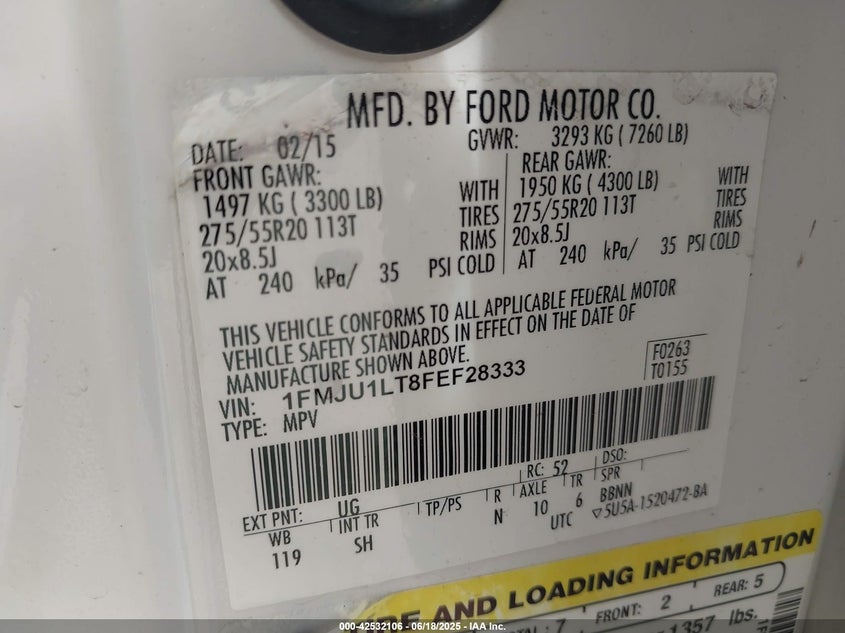 MFD. BY FORD MOTOR CO.
DATE: 02/15 GVWR: 3293 KG ( 7260 LB)
FRONT GAWR: REAR GAWR:
1497 KG ( 3300 LB) WITH 1950 KG ( 4300 LB) WITH
275/55R20 113T TIRES 275/55R20 113T TIRES
20x8.5J RIMS 20x8.5J RIMS
AT 240 kPa/ 35 PSI COLD AT 240 kPa/ 35 PSI COLD
THIS VEHICLE CONFORMS TO ALL APPLICABLE FEDERAL MOTOR
VEHICLE SAFETY STANDARDS IN EFFECT ON THE DATE OF
MANUFACTURE SHOWN ABOVE.
F0263
T0155
VIN: 1FMJU1LT8FEF28333
TYPE: MPV
EXT PNT: UG RC: 52 DSO:
WB INT TR TP/PS R AXLE TR SPR
119 SH N 10 6 BBNN
UTC ▽5U5A-1520472-BA
AND LOADING INFORMATION
7 FRONT: 2 REAR: 5
1357 lbs.
000-42532106 - 06/18/2025 - IAA Inc.